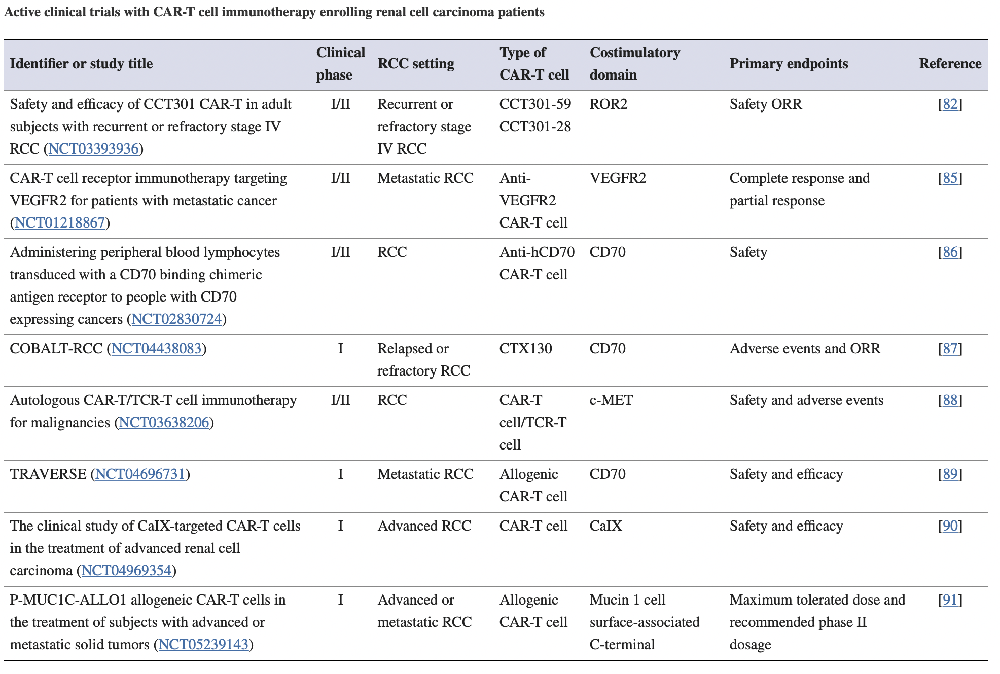 Active clinical trials with CAR-T cell immunotherapy enrolling renal cell carcinoma patients
Identifier or study title
Clinical
phase
RCC setting
Type of
CAR-T cell
Costimulatory
domain
Primary endpoints
Reference
Safety and efficacy of CCT301 CAR-T in adult
subjects with recurrent or refractory stage IV
RCC (NCT03393936)
I/II
Recurrent or
refractory stage
IV RCC
CCT301-59
CCT301-28
ROR2
Safety ORR
[82]
CAR-T cell receptor immunotherapy targeting
VEGFR2 for patients with metastatic cancer
(NCT01218867)
I/II
Metastatic RCC
Anti-
VEGFR2
CAR-T cell
VEGFR2
Complete response and
partial response
[85]
Administering peripheral blood lymphocytes
transduced with a CD70 binding chimeric
antigen receptor to people with CD70
expressing cancers (NCT02830724)
I/II
RCC
Anti-hCD70
CAR-T cell
CD70
Safety
[86]
COBALT-RCC (NCT04438083)
I
Relapsed or
refractory RCC
CTX130
CD70
Adverse events and ORR
[87]
Autologous CAR-T/TCR-T cell immunotherapy
for malignancies (NCT03638206)
I/II
RCC
CAR-T
cell/TCR-T
cell
c-MET
Safety and adverse events
[88]
TRAVERSE (NCT04696731)
I
Metastatic RCC
Allogenic
CAR-T cell
CD70
Safety and efficacy
[89]
The clinical study of CaIX-targeted CAR-T cells
in the treatment of advanced renal cell
carcinoma (NCT04969354)
I
Advanced RCC
CAR-T cell
CaIX
Safety and efficacy
[90]
P-MUC1C-ALLO1 allogeneic CAR-T cells in
the treatment of subjects with advanced or
metastatic solid tumors (NCT05239143)
I
Advanced or
metastatic RCC
Allogenic
CAR-T cell
Mucin 1 cell
surface-associated
C-terminal
Maximum tolerated dose and
recommended phase II
dosage
[91]